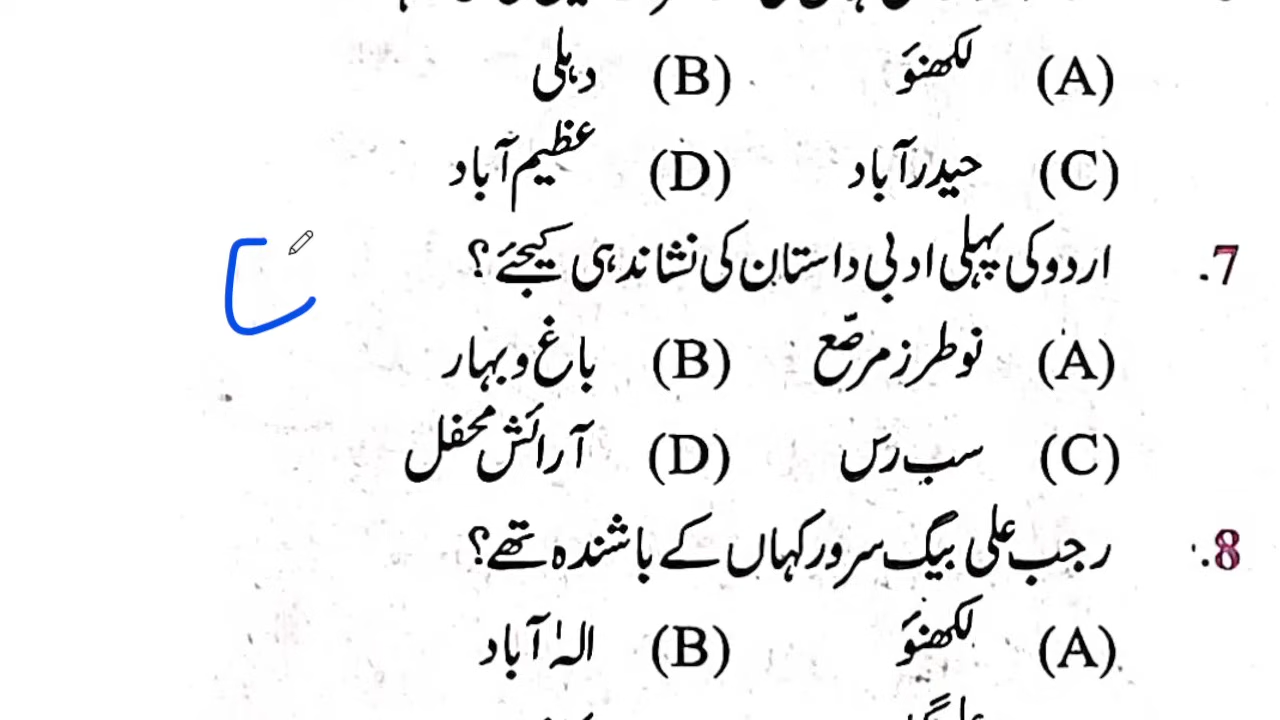 (A) لکھنؤ (B) دہلی
(C) حیدرآباد (D) عظیم آباد
7. اردو کی پہلی ادبی داستان کی نشاندہی کیجئے؟
(A) نوطرز مرصّع (B) باغ و بہار
(C) سب رس (D) آرائش محفل
8. رجب علی بیگ سرور کہاں کے باشندہ تھے؟
(A) لکھنؤ (B) الہٰ آباد